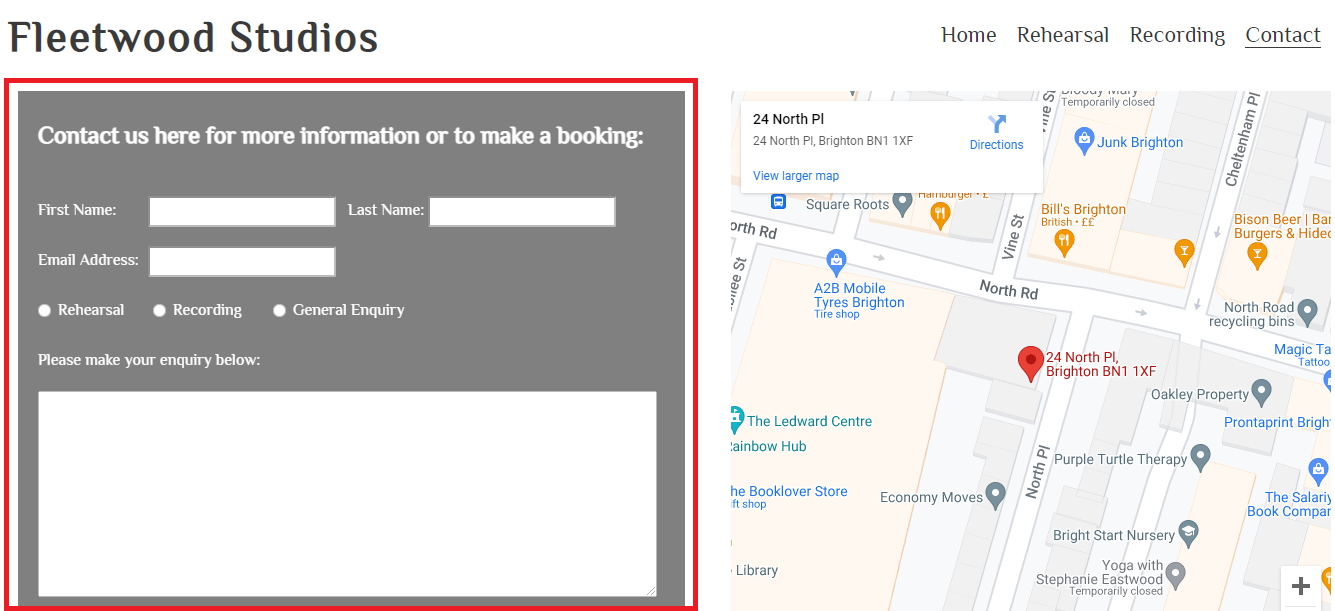 Fleetwood Studios
Home Rehearsal Recording Contact
Contact us here for more information or to make a booking:
First Name: Last Name:
Email Address:
Rehearsal Recording General Enquiry
Please make your enquiry below:
24 North Pl
24 North Pl, Brighton BN1 1XF
View larger map
Directions
Bloody Mary
Temporarily closed
Vine St
Cheltenham Pl
Junk Brighton
Square Roots
Hamburger • £
Bill's Brighton
British • ££
Bison Beer | Bar
Burgers & Hideo
orth Rd
Vine St
A2B Mobile
Tyres Brighton
Tire shop
North Rd
North Road
recycling bins
Magic Ta
Tattoo
24 North Pl,
Brighton BN1 1XF
Oakley Property
Prontaprint Bright
The Ledward Centre
Rainbow Hub
North Pl
Purple Turtle Therapy
he Booklover Store
ift shop
Economy Moves
The Salariy
Book Compan
Bright Start Nursery
Library
Yoga with
Stephanie Eastwood
Temporarily closed